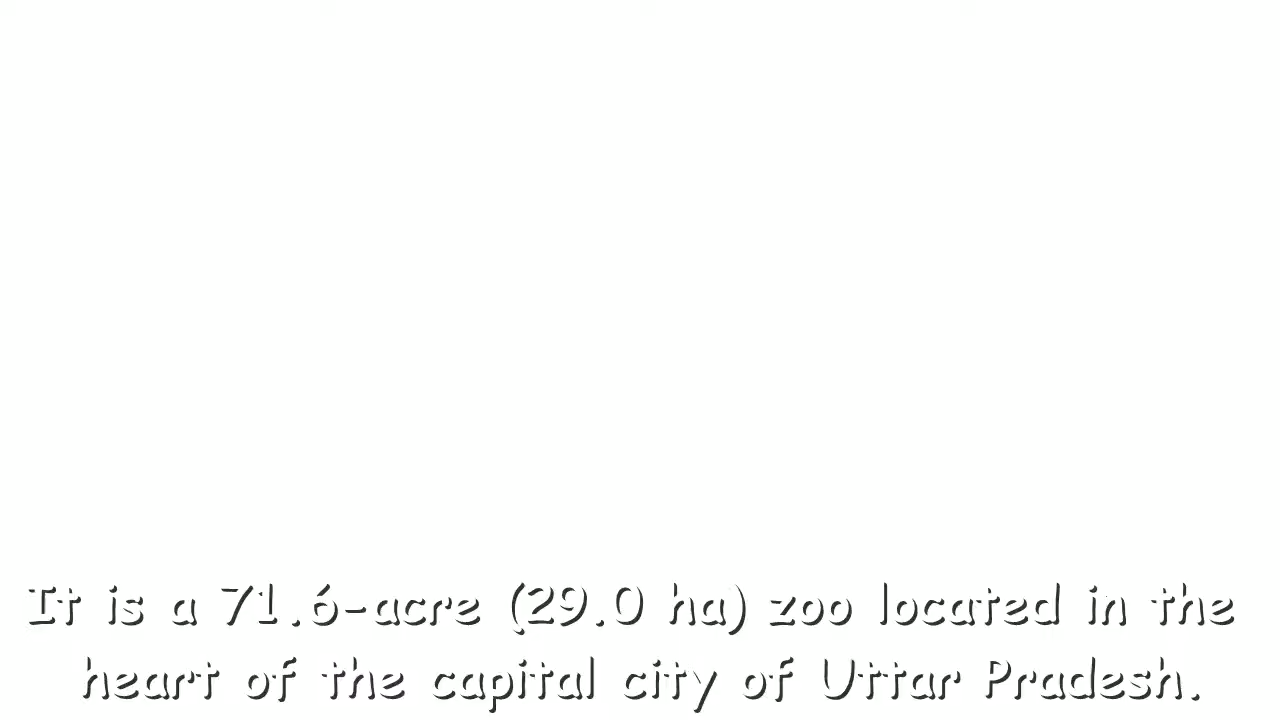 It is a 71.6-acre (29.0 ha) zoo located in the
heart of the capital city of Uttar Pradesh.